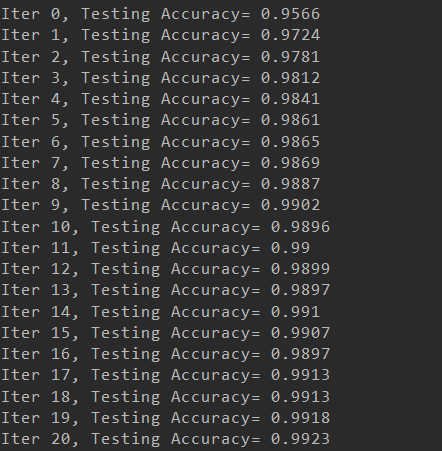 Iter 0, Testing Accuracy= 0.9566
Iter 1, Testing Accuracy= 0.9724
Iter 2, Testing Accuracy= 0.9781
Iter 3, Testing Accuracy= 0.9812
Iter 4, Testing Accuracy= 0.9841
Iter 5, Testing Accuracy= 0.9861
Iter 6, Testing Accuracy= 0.9865
Iter 7, Testing Accuracy= 0.9869
Iter 8, Testing Accuracy= 0.9887
Iter 9, Testing Accuracy= 0.9902
Iter 10, Testing Accuracy= 0.9896
Iter 11, Testing Accuracy= 0.99
Iter 12, Testing Accuracy= 0.9899
Iter 13, Testing Accuracy= 0.9897
Iter 14, Testing Accuracy= 0.991
Iter 15, Testing Accuracy= 0.9907
Iter 16, Testing Accuracy= 0.9897
Iter 17, Testing Accuracy= 0.9913
Iter 18, Testing Accuracy= 0.9913
Iter 19, Testing Accuracy= 0.9918
Iter 20, Testing Accuracy= 0.9923